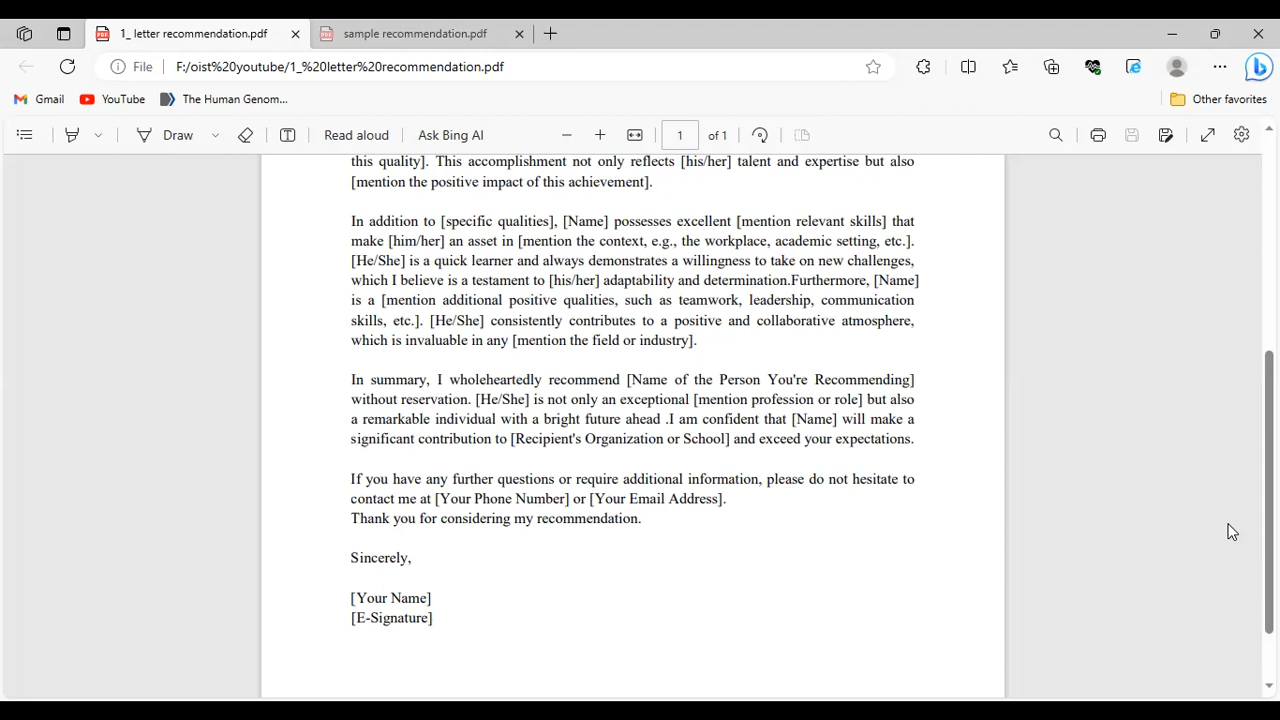 1_ letter recommendation.pdf
sample recommendation.pdf
File
F:/oist%20youtube/1_%20letter%20recommendation.pdf
Gmail
YouTube
The Human Genom...
Other favorites
Draw
Read aloud
Ask Bing AI
1
of 1
this quality]. This accomplishment not only reflects [his/her] talent and expertise but also
[mention the positive impact of this achievement].
In addition to [specific qualities], [Name] possesses excellent [mention relevant skills] that
make [him/her] an asset in [mention the context, e.g., the workplace, academic setting, etc.].
[He/She] is a quick learner and always demonstrates a willingness to take on new challenges,
which I believe is a testament to [his/her] adaptability and determination.Furthermore, [Name]
is a [mention additional positive qualities, such as teamwork, leadership, communication
skills, etc.]. [He/She] consistently contributes to a positive and collaborative atmosphere,
which is invaluable in any [mention the field or industry].
In summary, I wholeheartedly recommend [Name of the Person You're Recommending]
without reservation. [He/She] is not only an exceptional [mention profession or role] but also
a remarkable individual with a bright future ahead .I am confident that [Name] will make a
significant contribution to [Recipient's Organization or School] and exceed your expectations.
If you have any further questions or require additional information, please do not hesitate to
contact me at [Your Phone Number] or [Your Email Address].
Thank you for considering my recommendation.
Sincerely,
[Your Name]
[E-Signature]